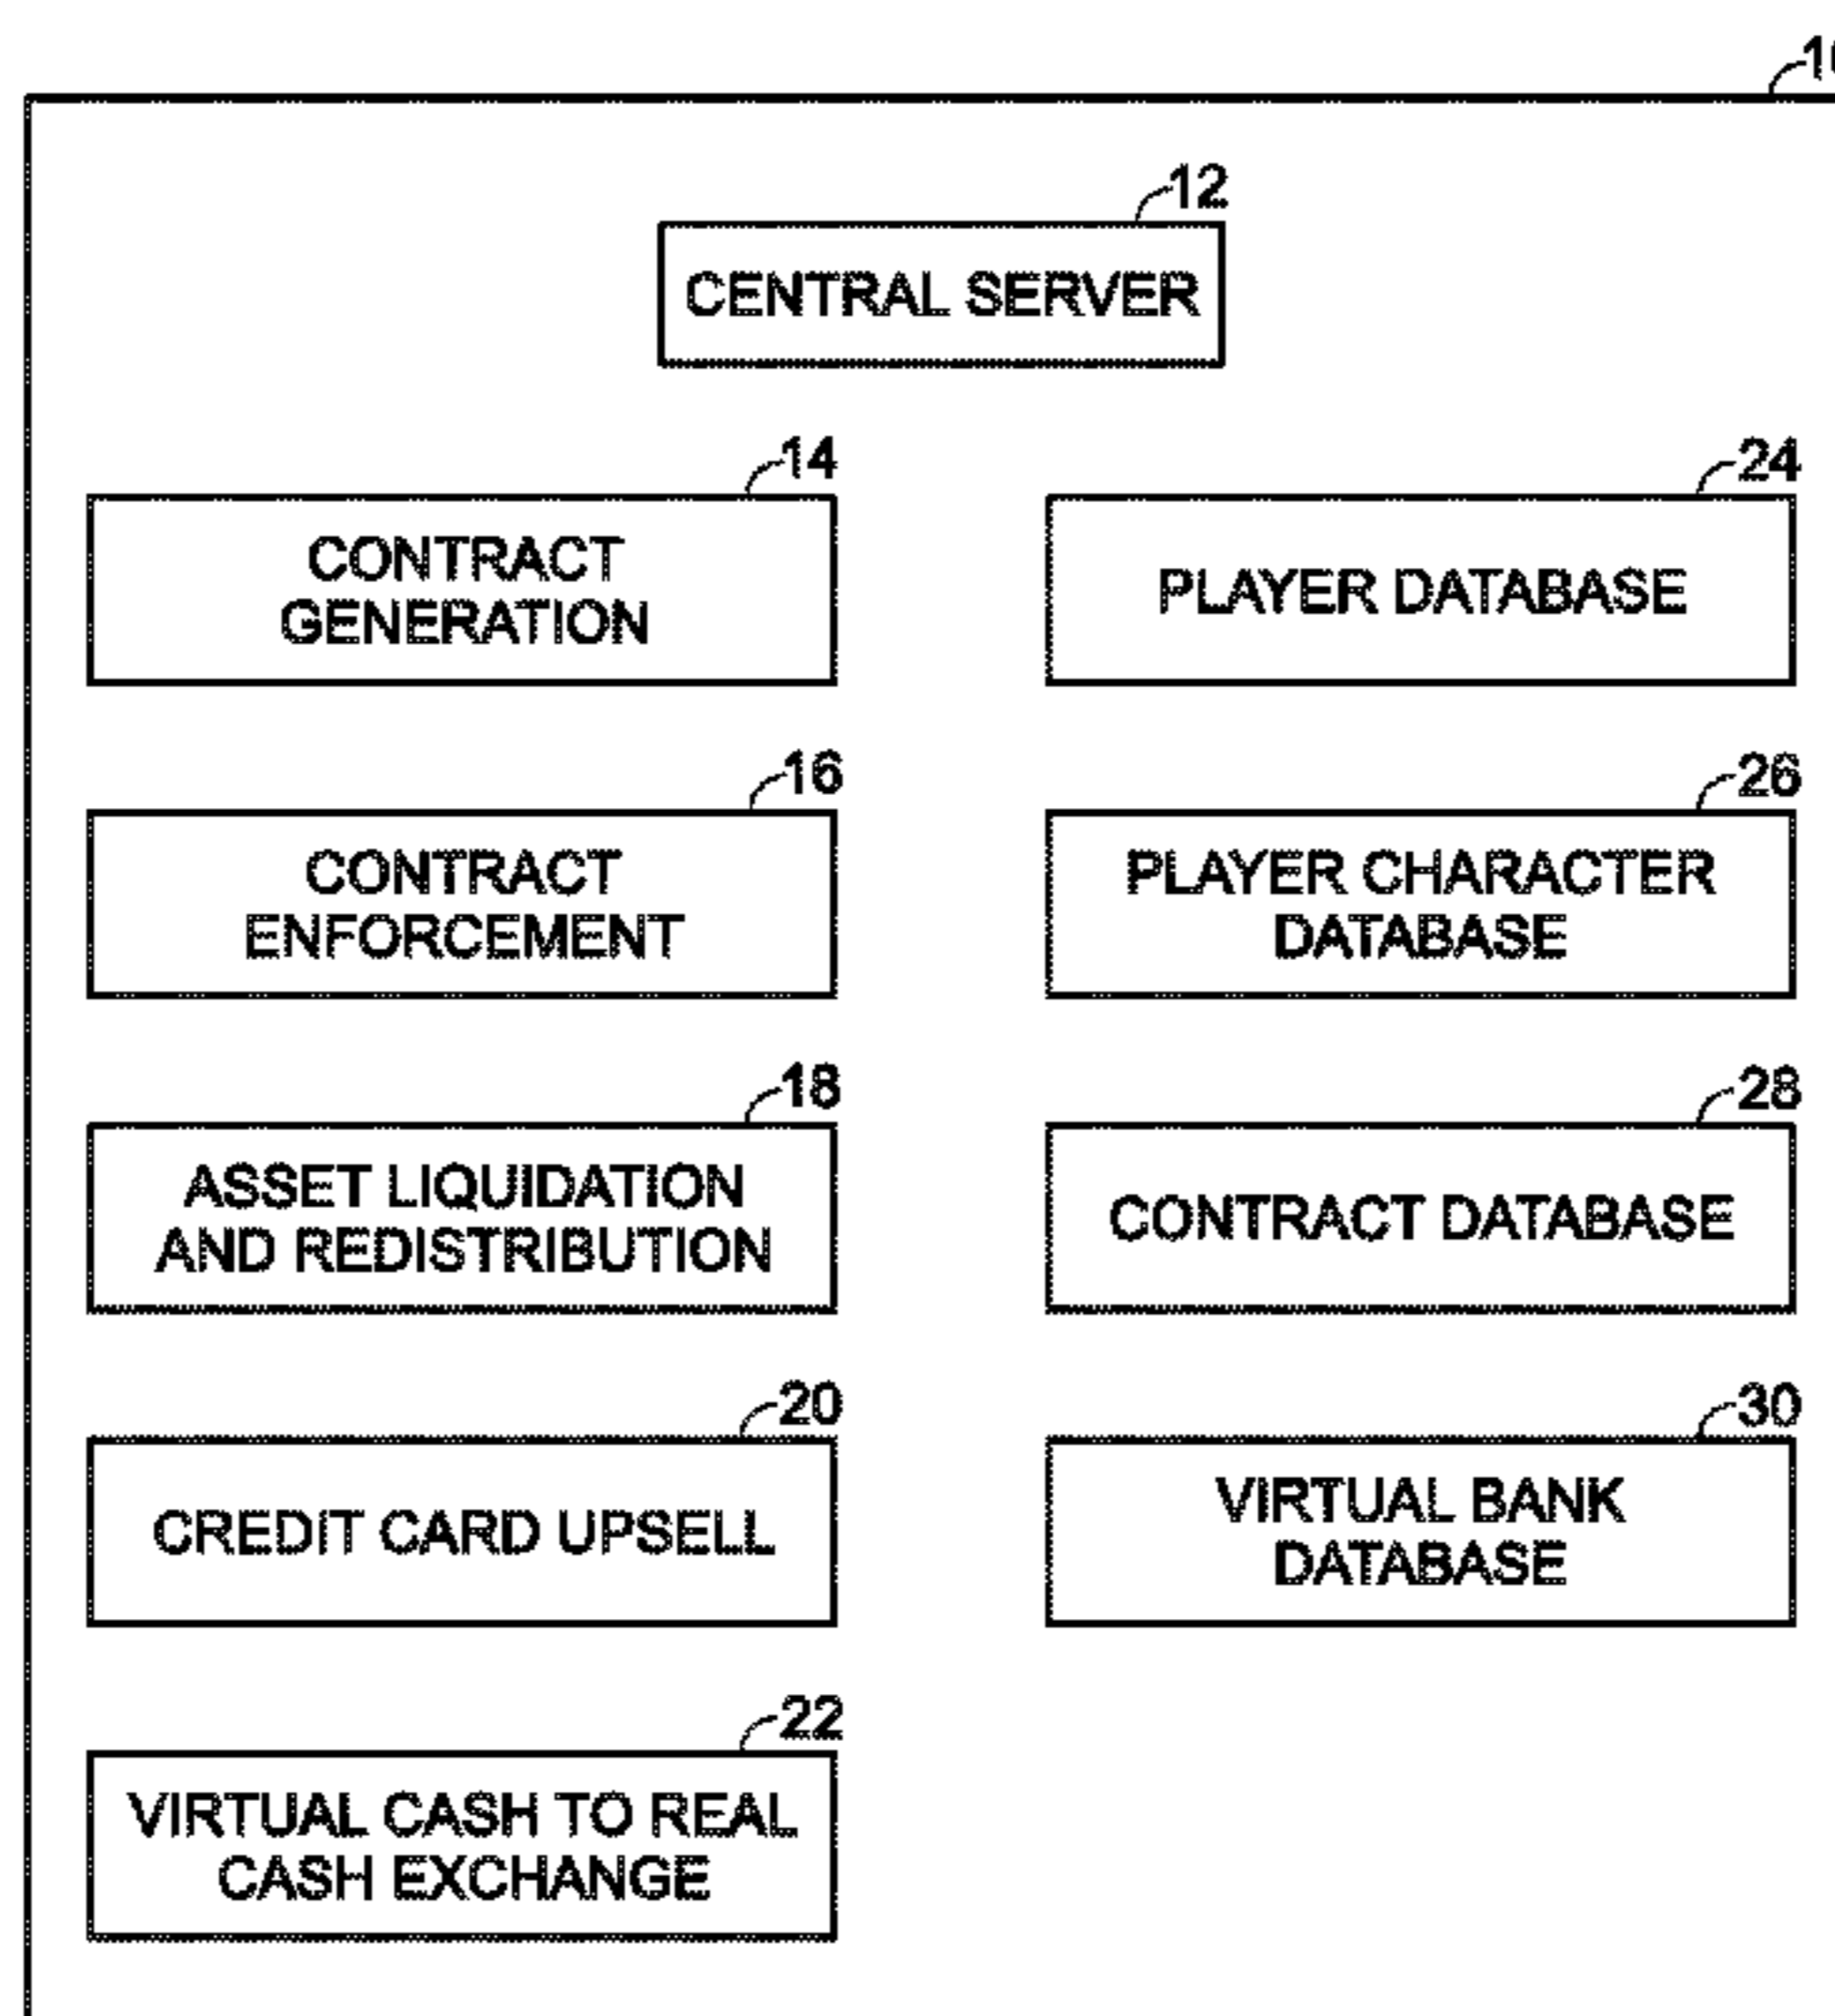 12
CENTRAL SERVER
14
CONTRACT
GENERATION
24
PLAYER DATABASE
16
CONTRACT
ENFORCEMENT
26
PLAYER CHARACTER
DATABASE
18
ASSET LIQUIDATION
AND REDISTRIBUTION
28
CONTRACT DATABASE
20
CREDIT CARD UPSELL
30
VIRTUAL BANK
DATABASE
22
VIRTUAL CASH TO REAL
CASH EXCHANGE